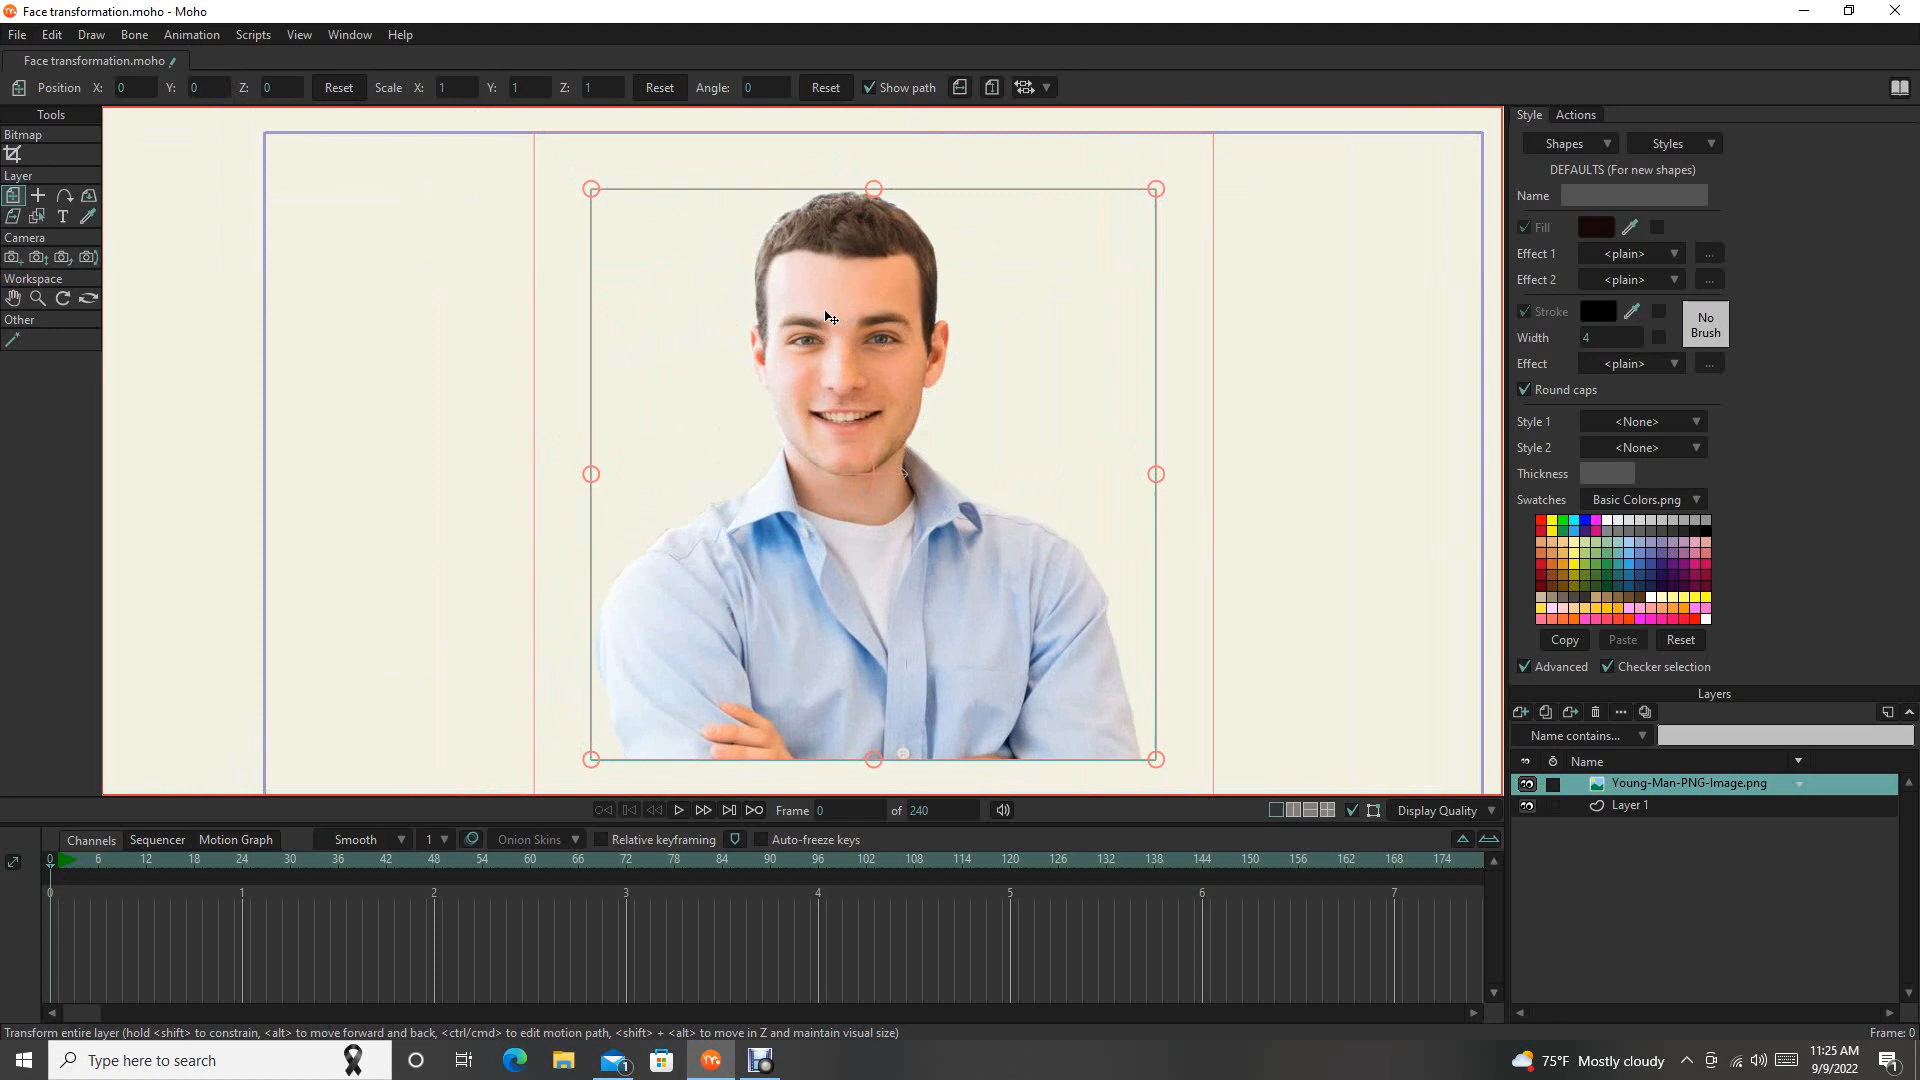 Face transformation.moho - Moho
File Edit Draw Bone Animation Scripts View Window Help
Face transformation.moho
Position X: 0 Y: 0 Z: 0 Reset Scale X: 1 Y: 1 Z: 1 Reset Angle: 0 Reset Show path
Tools
Bitmap
Layer
T
Camera
Workspace
Other
Style Actions
Shapes Styles
DEFAULTS (For new shapes)
Name
Fill
Effect 1 <plain> ...
Effect 2 <plain> ...
Stroke
No
Brush
Width 4
Effect <plain> ...
Round caps
Style 1 <None>
Style 2 <None>
Thickness
Swatches Basic Colors.png
Copy Paste Reset
Advanced Checker selection
Layers
Name contains...
Name
Young-Man-PNG-Image.png
Layer 1
Frame 0 of 240 Display Quality
Channels Sequencer Motion Graph Smooth 1 Onion Skins Relative keyframing Auto-freeze keys
0 6 12 18 24 30 36 42 48 54 60 66 72 78 84 90 96 102 108 114 120 126 132 138 144 150 156 162 168 174
0 1 2 3 4 5 6 7
Transform entire layer (hold <shift> to constrain, <alt> to move forward and back, <ctrl/cmd> to edit motion path, <shift> + <alt> to move in Z and maintain visual size) Frame: 0
Type here to search
1
75°F Mostly cloudy
11:25 AM
9/9/2022
1